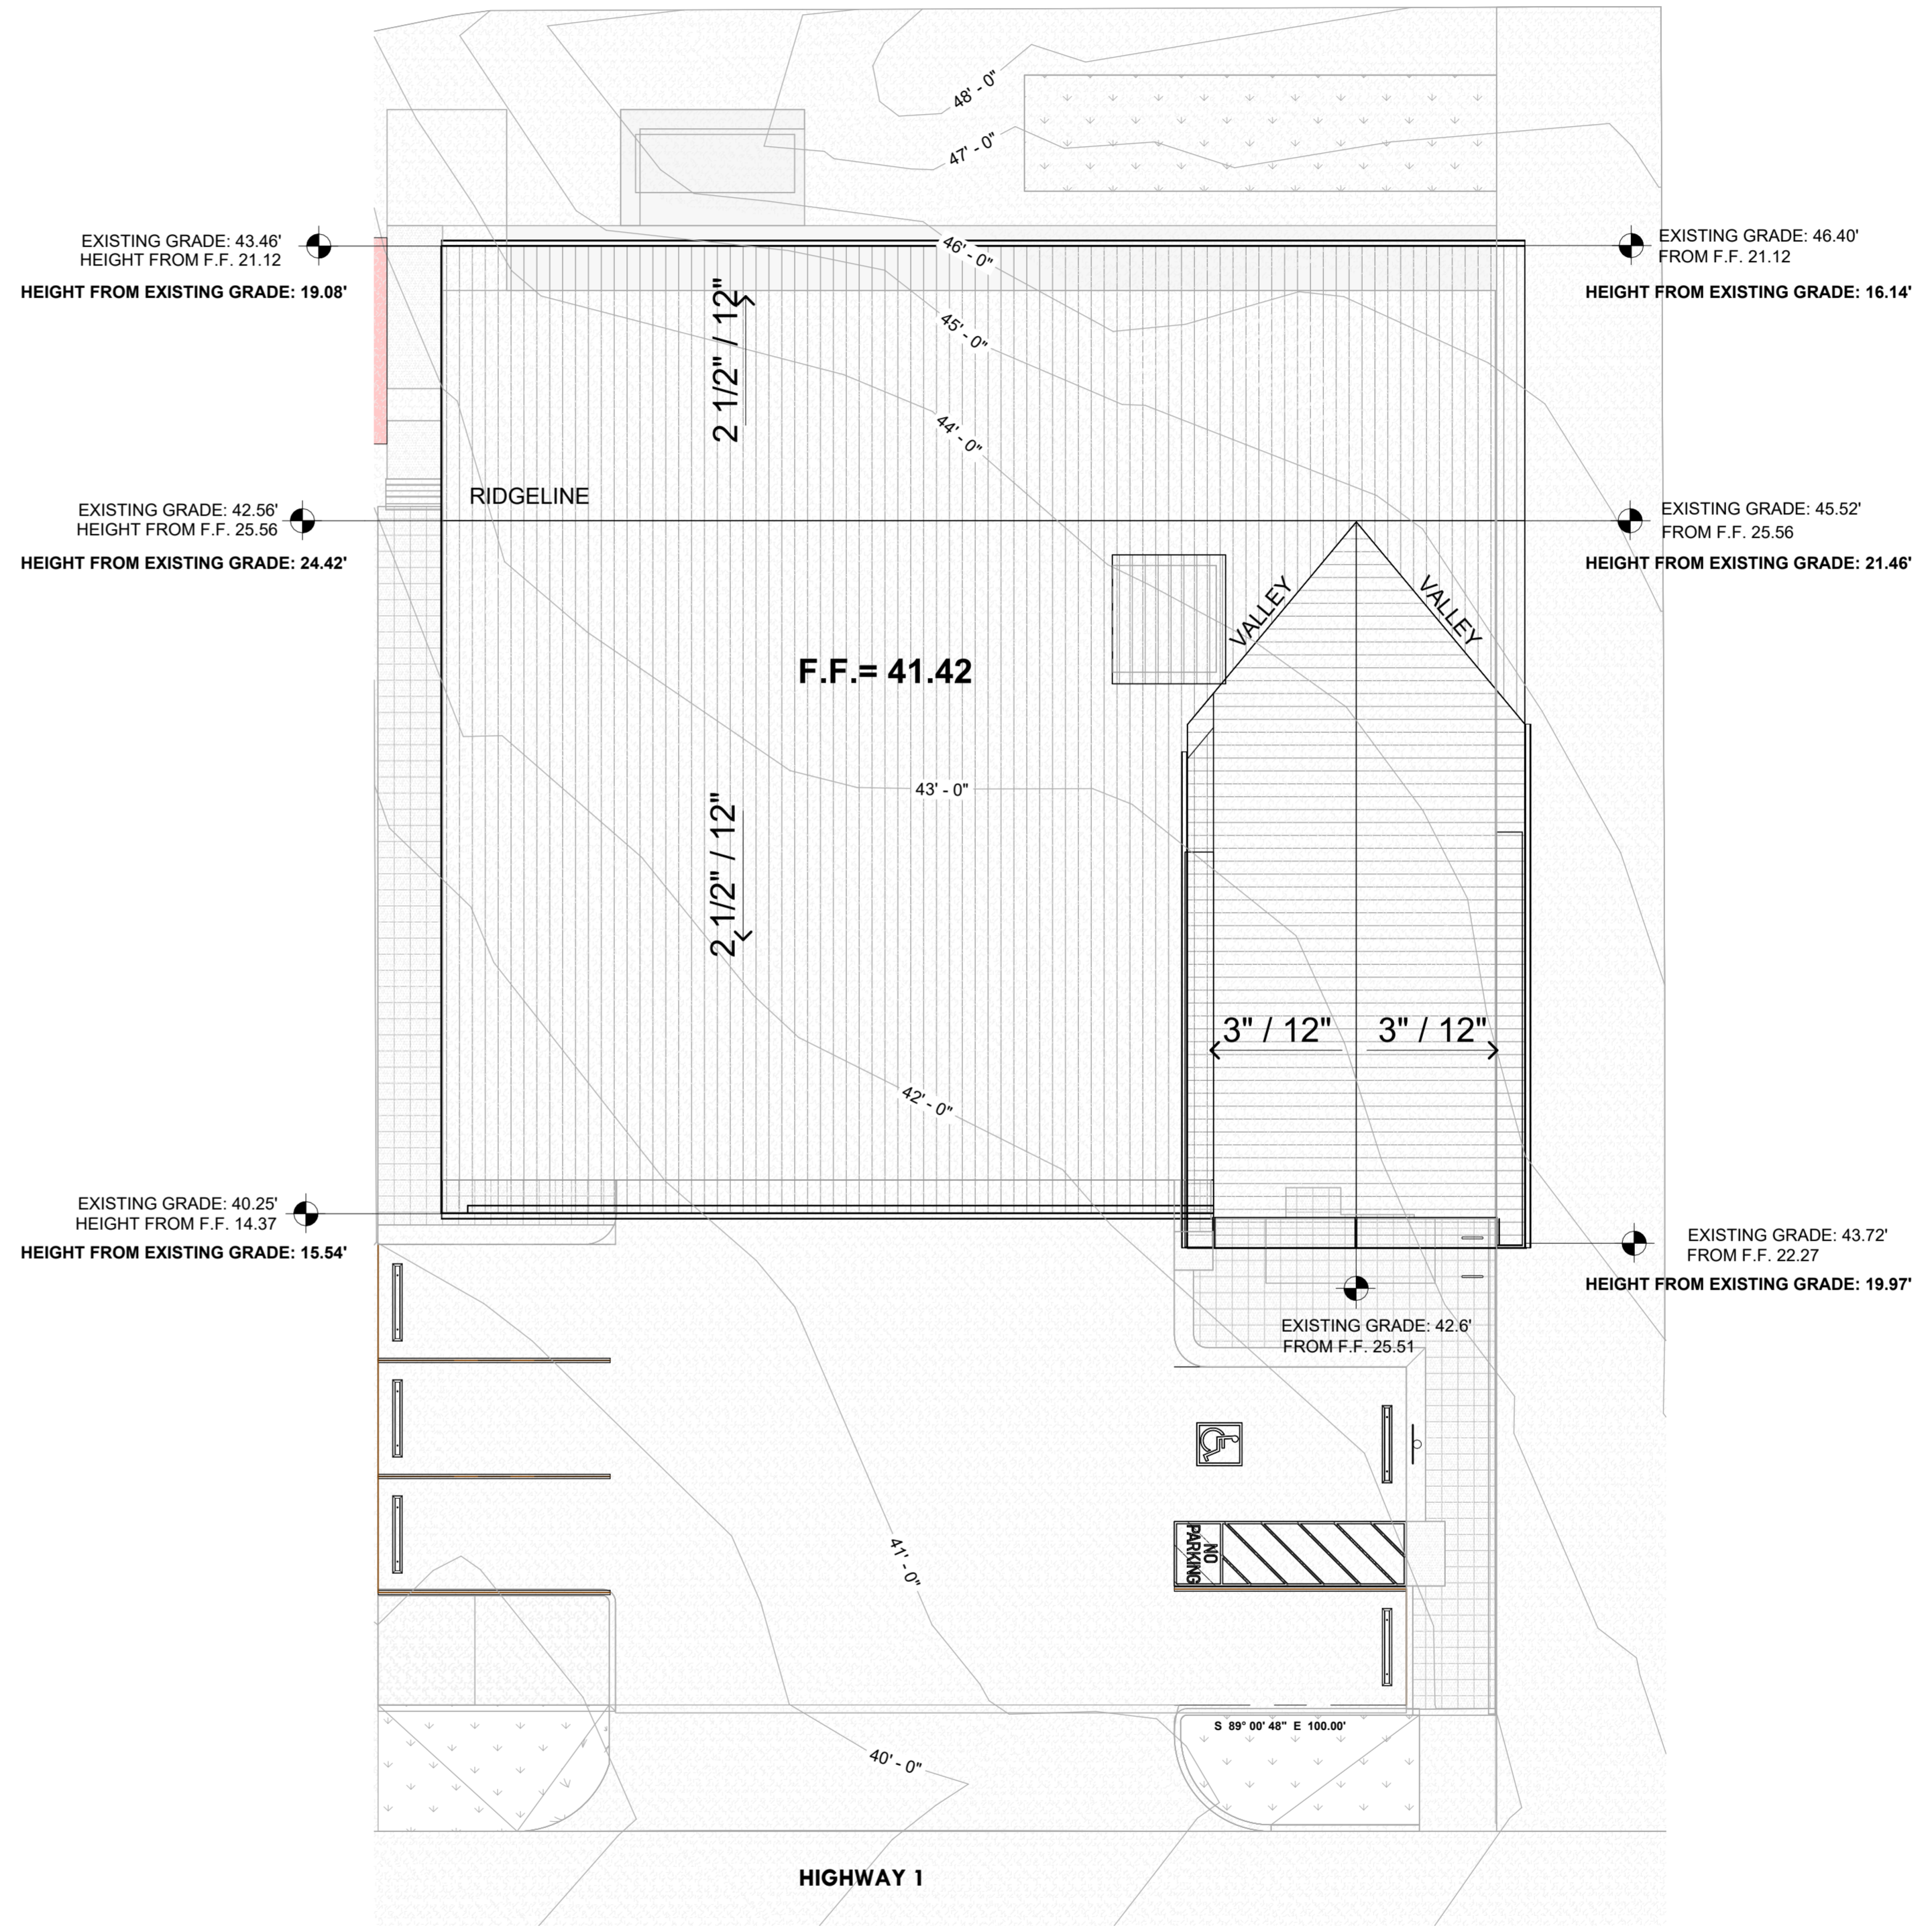 48' - 0"
47' - 0"
EXISTING GRADE: 43.46'
HEIGHT FROM F.F. 21.12
HEIGHT FROM EXISTING GRADE: 19.08'
46' - 0"
EXISTING GRADE: 46.40'
FROM F.F. 21.12
HEIGHT FROM EXISTING GRADE: 16.14'
2 1/2" / 12"
45' - 0"
44' - 0"
RIDGELINE
EXISTING GRADE: 42.56'
HEIGHT FROM F.F. 25.56
HEIGHT FROM EXISTING GRADE: 24.42'
EXISTING GRADE: 45.52'
FROM F.F. 25.56
HEIGHT FROM EXISTING GRADE: 21.46'
VALLEY
VALLEY
F.F.= 41.42
43' - 0"
2 1/2" / 12"
3" / 12"
3" / 12"
42' - 0"
EXISTING GRADE: 40.25'
HEIGHT FROM F.F. 14.37
HEIGHT FROM EXISTING GRADE: 15.54'
EXISTING GRADE: 43.72'
FROM F.F. 22.27
HEIGHT FROM EXISTING GRADE: 19.97'
EXISTING GRADE: 42.6'
FROM F.F. 25.51
NO
PARKING
41' - 0"
S 89° 00' 48" E 100.00'
40' - 0"
HIGHWAY 1